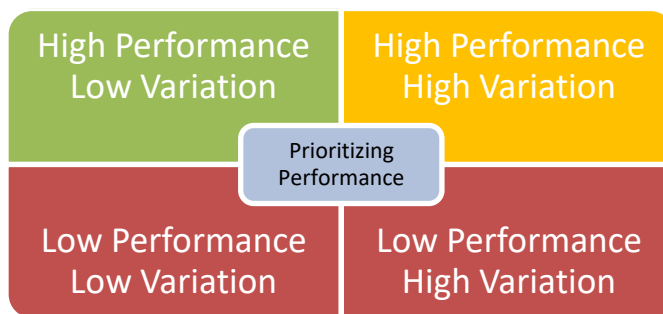 High Performance
Low Variation
High Performance
High Variation
Prioritizing
Performance
Low Performance
Low Variation
Low Performance
High Variation